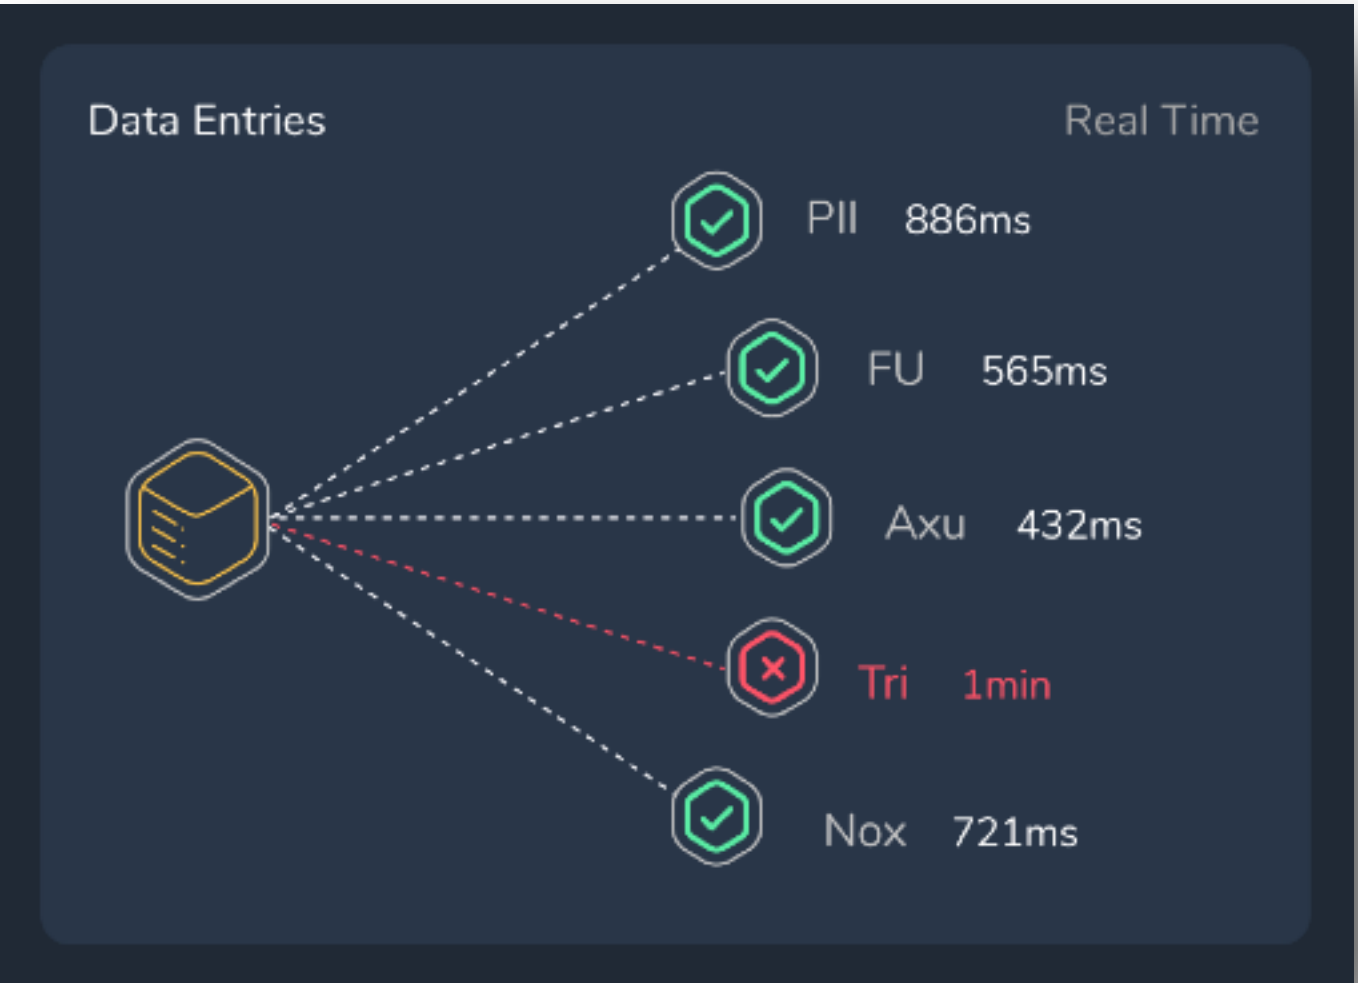 Data Entries
Real Time
PII 886ms
FU 565ms
Axu 432ms
Tri 1min
Nox 721ms